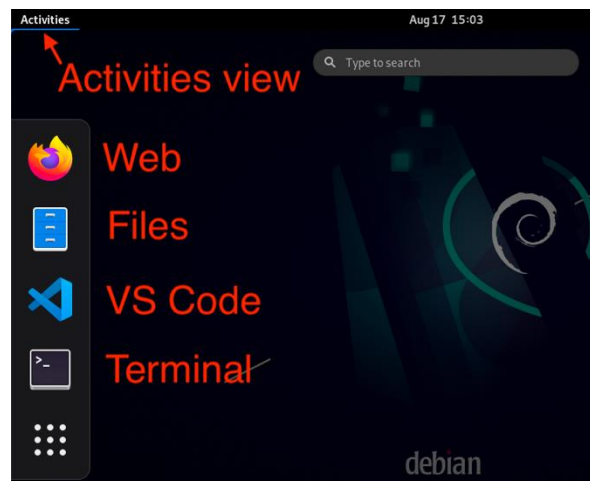 Activities
Aug 17 15:03
Type to search
Activities view
Web
Files
VS Code
>_
Terminal
debian